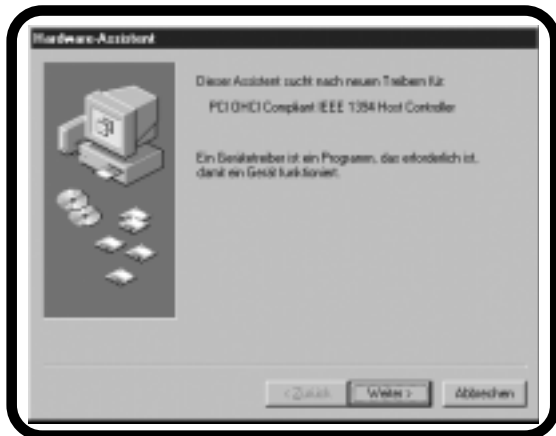 Hardware-Assistent
Dieser Assistent sucht nach neuen Treibern für:
PCI OHCI Compliant IEEE 1394 Host Controller
Ein Gerätetreiber ist ein Programm, das erforderlich ist,
damit ein Gerät funktioniert.
< Zurück Weiter > Abbrechen